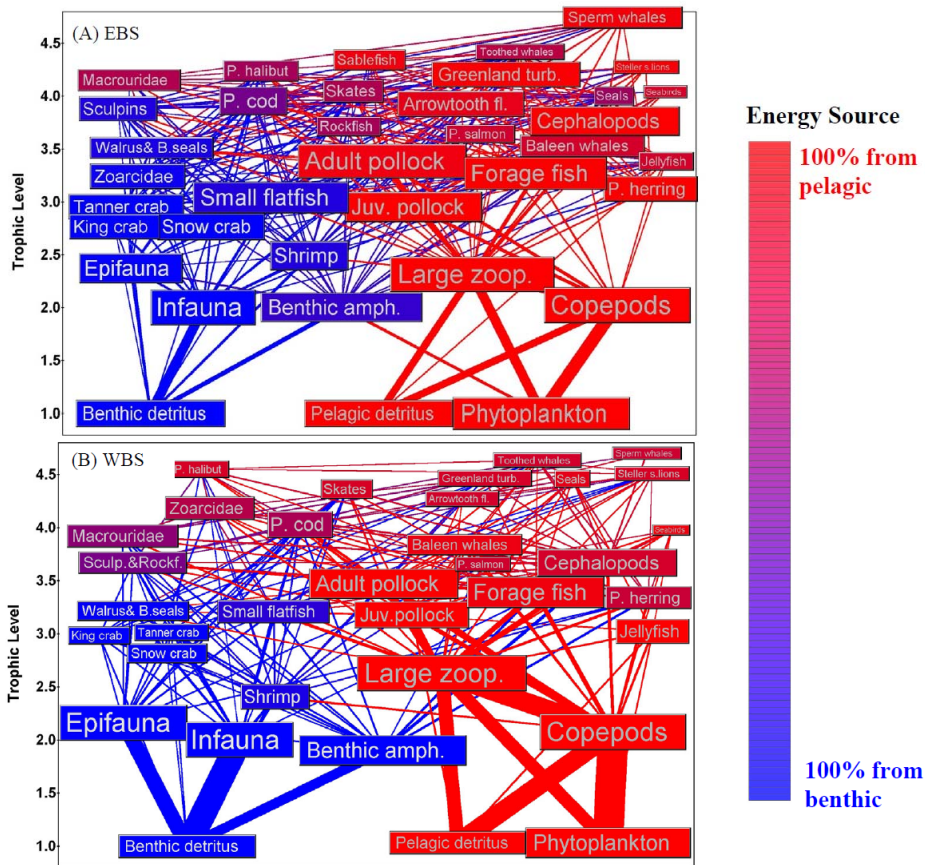 (A) EBS
Sperm whales
4.5
Toothed whales
Sablefish
P. halibut
Steller s.lions
Greenland turb.
Macrouridae
4.0
Skates
Seabirds
Seals
P. cod
Arrowtooth fl.
Sculpins
Cephalopods
Rockfish
P. salmon
3.5
Walrus& B.seals
Baleen whales
Adult pollock
Jellyfish
Zoarcidae
Forage fish
P. herring
Small flatfish
3.0
Tanner crab
Juv. pollock
King crab
Snow crab
2.5
Shrimp
Epifauna
Large zoop.
2.0
Infauna
Benthic amph.
Copepods
1.5
1.0
Benthic detritus
Pelagic detritus
Phytoplankton
Trophic Level
(B) WBS
Sperm whales
Toothed whales
4.5
P. halibut
Steller s.lions
Greenland turb.
Seals
Skates
Arrowtooth fl.
Zoarcidae
4.0
P. cod
Seabirds
Macrouridae
Baleen whales
Sculp.&Rockf.
P. salmon
Cephalopods
3.5
Adult pollock
Forage fish
P. herring
Walrus& B.seals
Small flatfish
Juv.pollock
3.0
King crab
Tanner crab
Jellyfish
Snow crab
Large zoop.
2.5
Shrimp
Epifauna
Copepods
2.0
Infauna
Benthic amph.
1.5
1.0
Benthic detritus
Pelagic detritus
Phytoplankton
Trophic Level
Energy Source
100% from
pelagic
100% from
benthic